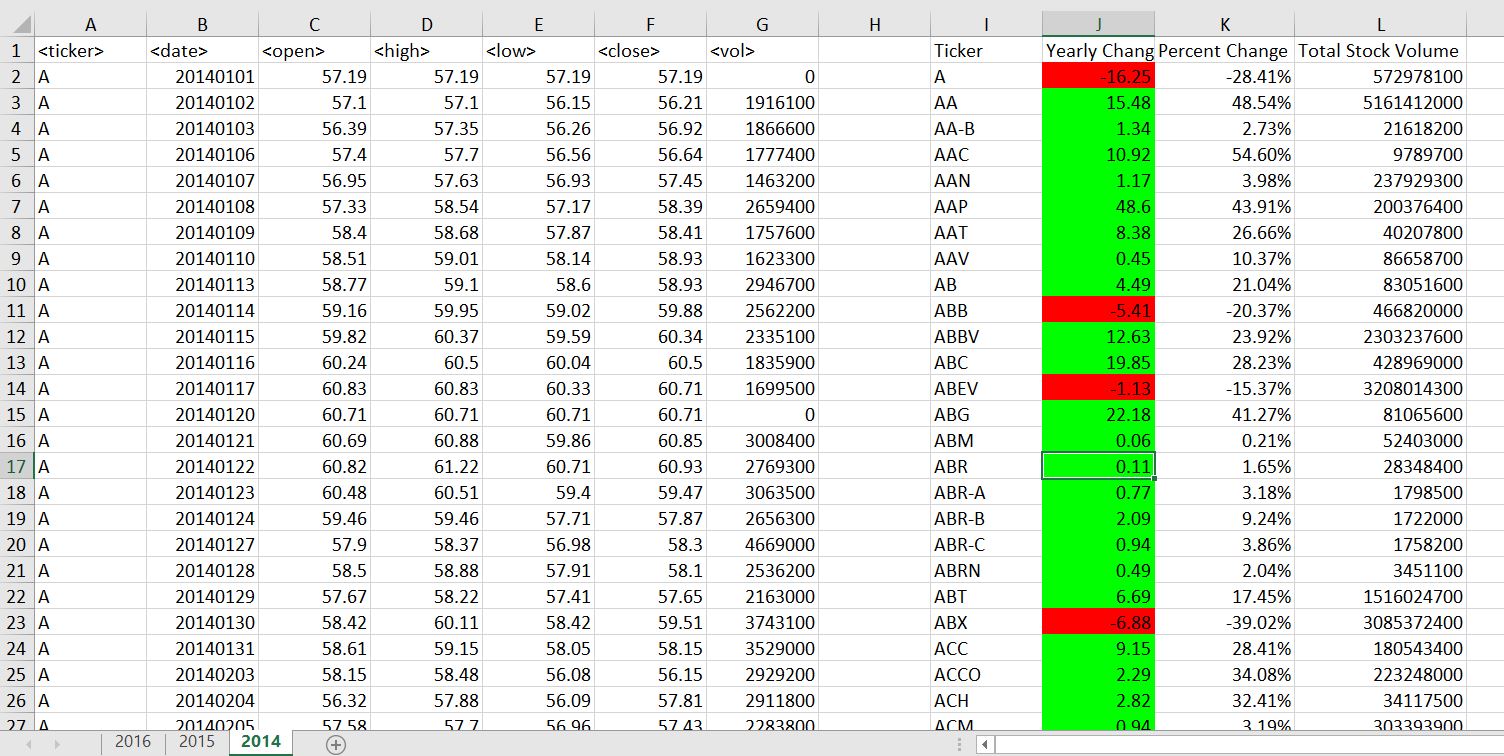 A B C D E F G H I J K L
1 <ticker> <date> <open> <high> <low> <close> <vol> Ticker Yearly Chang Percent Change Total Stock Volume
2 A 20140101 57.19 57.19 57.19 57.19 0 A -16.25 -28.41% 572978100
3 A 20140102 57.1 57.1 56.15 56.21 1916100 AA 15.48 48.54% 5161412000
4 A 20140103 56.39 57.35 56.26 56.92 1866600 AA-B 1.34 2.73% 21618200
5 A 20140106 57.4 57.7 56.56 56.64 1777400 AAC 10.92 54.60% 9789700
6 A 20140107 56.95 57.63 56.93 57.45 1463200 AAN 1.17 3.98% 237929300
7 A 20140108 57.33 58.54 57.17 58.39 2659400 AAP 48.6 43.91% 200376400
8 A 20140109 58.4 58.68 57.87 58.41 1757600 AAT 8.38 26.66% 40207800
9 A 20140110 58.51 59.01 58.14 58.93 1623300 AAV 0.45 10.37% 86658700
10 A 20140113 58.77 59.1 58.6 58.93 2946700 AB 4.49 21.04% 83051600
11 A 20140114 59.16 59.95 59.02 59.88 2562200 ABB -5.41 -20.37% 466820000
12 A 20140115 59.82 60.37 59.59 60.34 2335100 ABBV 12.63 23.92% 2303237600
13 A 20140116 60.24 60.5 60.04 60.5 1835900 ABC 19.85 28.23% 428969000
14 A 20140117 60.83 60.83 60.33 60.71 1699500 ABEV -1.13 -15.37% 3208014300
15 A 20140120 60.71 60.71 60.71 60.71 0 ABG 22.18 41.27% 81065600
16 A 20140121 60.69 60.88 59.86 60.85 3008400 ABM 0.06 0.21% 52403000
17 A 20140122 60.82 61.22 60.71 60.93 2769300 ABR 0.11 1.65% 28348400
18 A 20140123 60.48 60.51 59.4 59.47 3063500 ABR-A 0.77 3.18% 1798500
19 A 20140124 59.46 59.46 57.71 57.87 2656300 ABR-B 2.09 9.24% 1722000
20 A 20140127 57.9 58.37 56.98 58.3 4669000 ABR-C 0.94 3.86% 1758200
21 A 20140128 58.5 58.88 57.91 58.1 2536200 ABRN 0.49 2.04% 3451100
22 A 20140129 57.67 58.22 57.41 57.65 2163000 ABT 6.69 17.45% 1516024700
23 A 20140130 58.42 60.11 58.42 59.51 3743100 ABX -6.88 -39.02% 3085372400
24 A 20140131 58.61 59.15 58.05 58.15 3529000 ACC 9.15 28.41% 180543400
25 A 20140203 58.15 58.48 56.08 56.15 2929200 ACCO 2.29 34.08% 223248000
26 A 20140204 56.32 57.88 56.09 57.81 2911800 ACH 2.82 32.41% 34117500
27 A 20140205 57.58 57.7 56.96 57.43 2283800 ACM 0.94 3.19% 303393900
2016 2015 2014